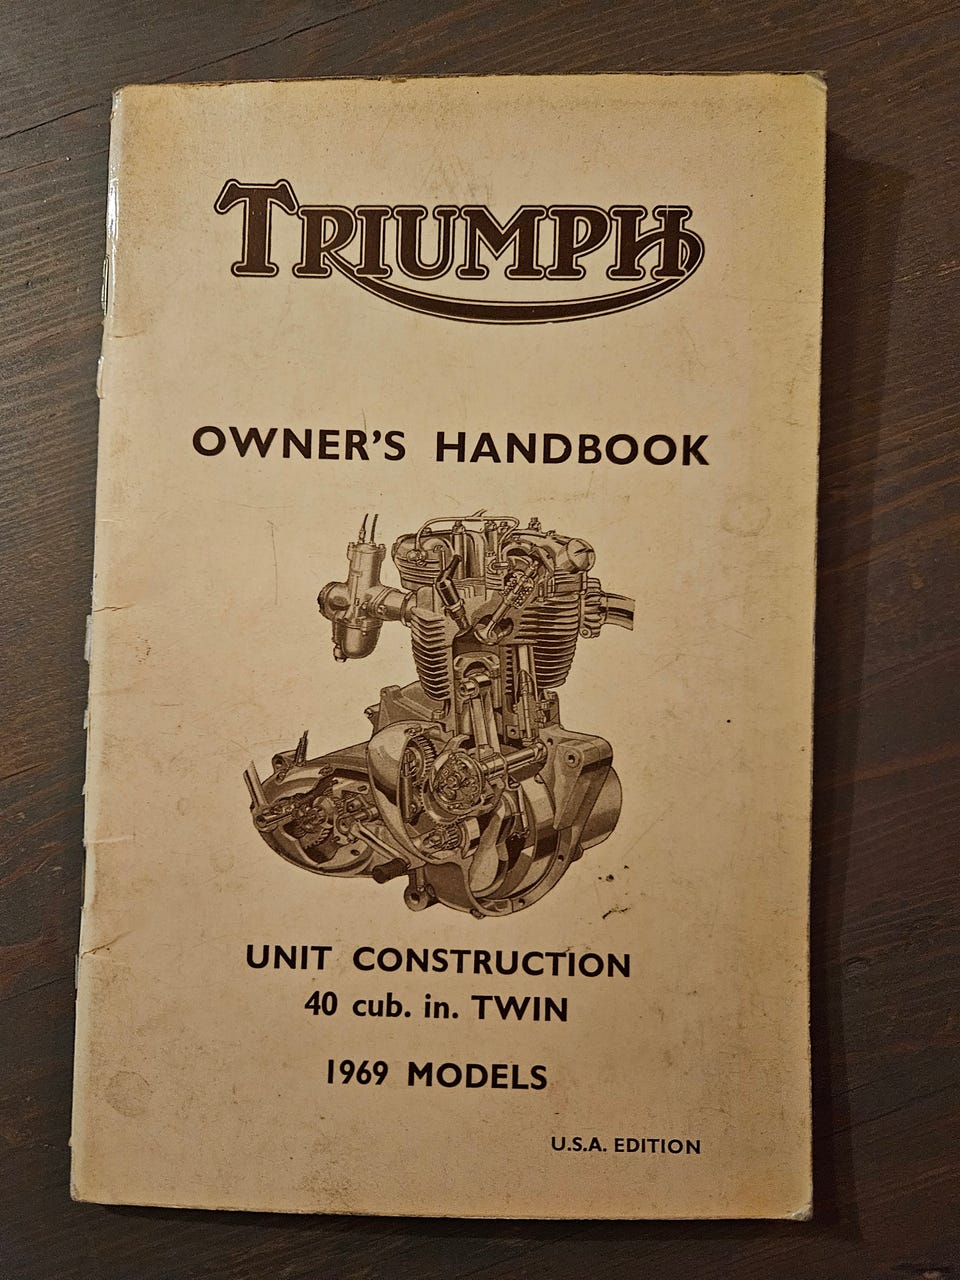 TRIUMPH
OWNER'S HANDBOOK
UNIT CONSTRUCTION
40 cub. in. TWIN
1969 MODELS
U.S.A. EDITION